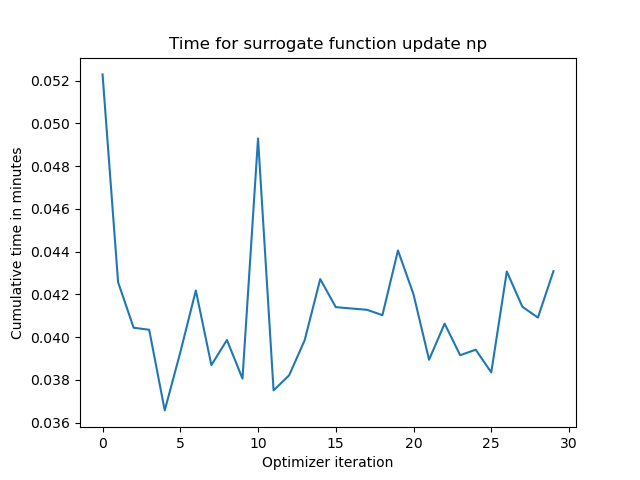 Time for surrogate function update np
Cumulative time in minutes
0.052
0.050
0.048
0.046
0.044
0.042
0.040
0.038
0.036
0 5 10 15 20 25 30
Optimizer iteration